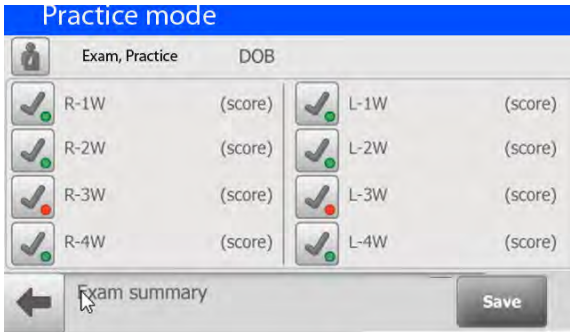 Practice mode
Exam, Practice DOB
R-1W (score) L-1W (score)
R-2W (score) L-2W (score)
R-3W (score) L-3W (score)
R-4W (score) L-4W (score)
Exam summary Save